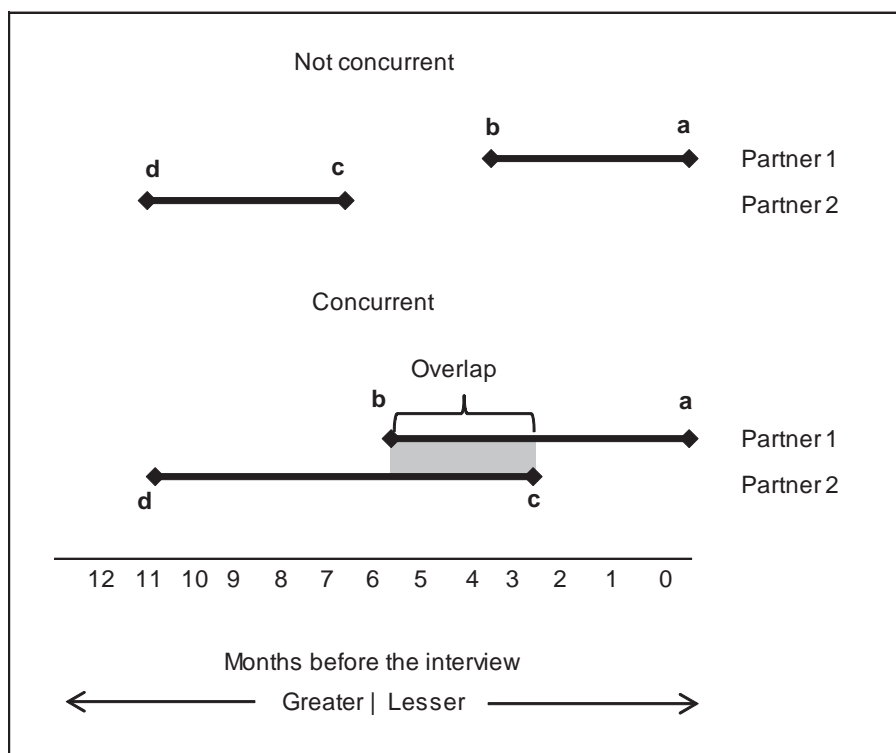 Not concurrent
b a
Partner 1
d c
Partner 2
Concurrent
Overlap
b a
Partner 1
Partner 2
d c
12 11 10 9 8 7 6 5 4 3 2 1 0
Months before the interview
Greater | Lesser